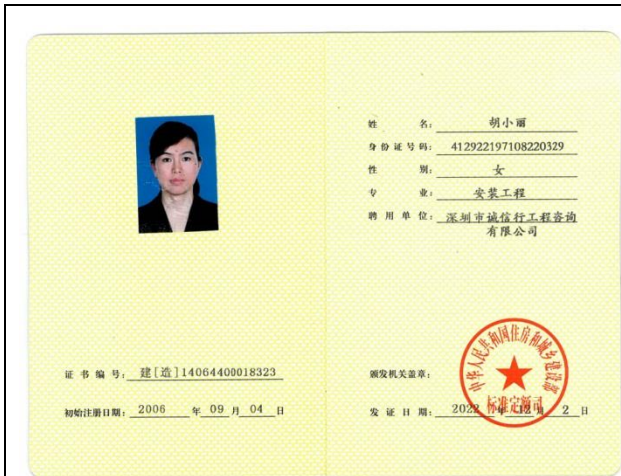 姓 名: 胡小丽
身份证号码: 412922197108220329
性 别: 女
专 业: 安装工程
聘用单位: 深圳市诚信行工程咨询
有限公司
证书编号: 建[造]14064400018323
初始注册日期: 2006 年 09 月 04 日
颁发机关盖章:
中华人民共和国住房和城乡建设部
标准定额司
发证日期: 2022 年 12 月 2 日